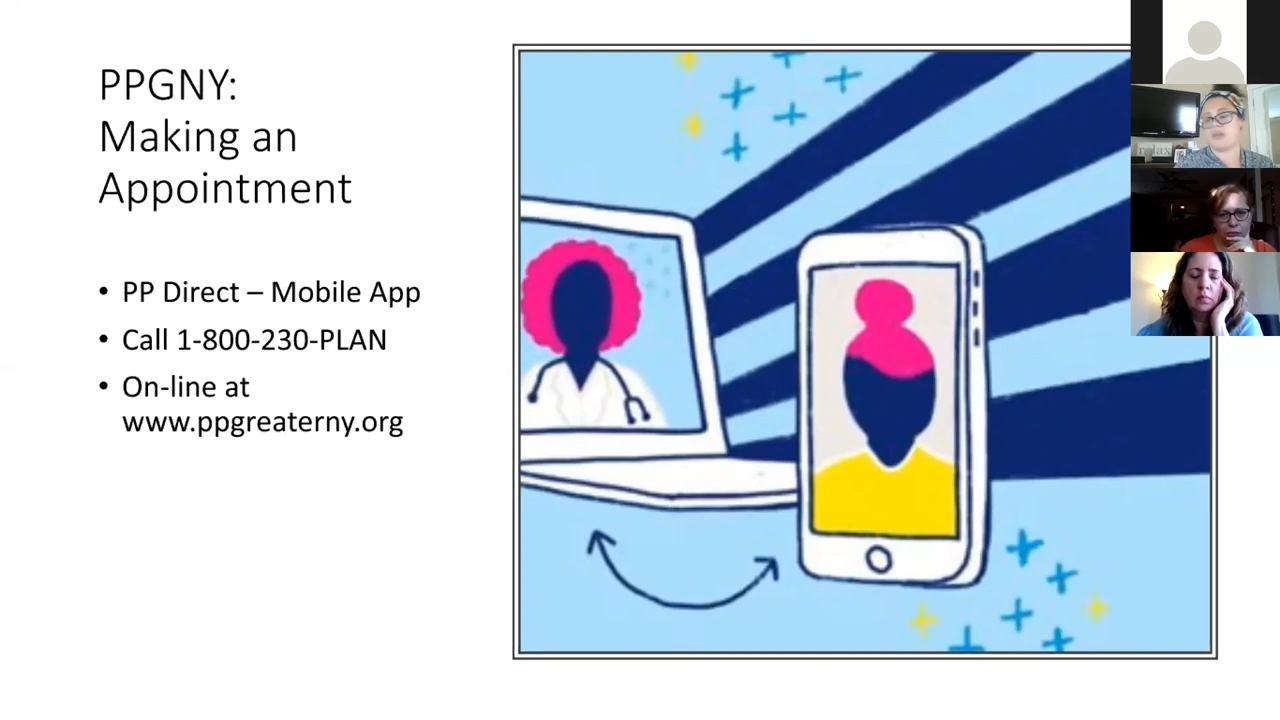 PPGNY:
Making an
Appointment
• PP Direct – Mobile App
• Call 1-800-230-PLAN
• On-line at
www.ppgreaterny.org
relax